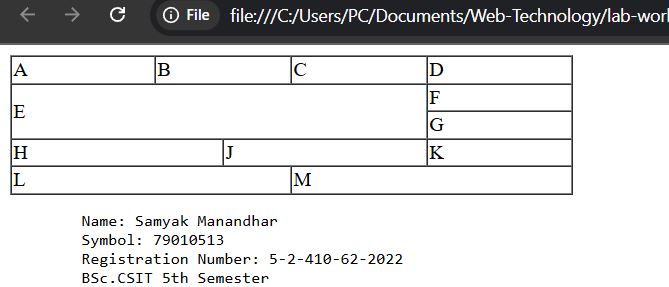 File file:///C:/Users/PC/Documents/Web-Technology/lab-worl
A B C D
E
F
G
H J K
L M
Name: Samyak Manandhar
Symbol: 79010513
Registration Number: 5-2-410-62-2022
BSc.CSIT 5th Semester